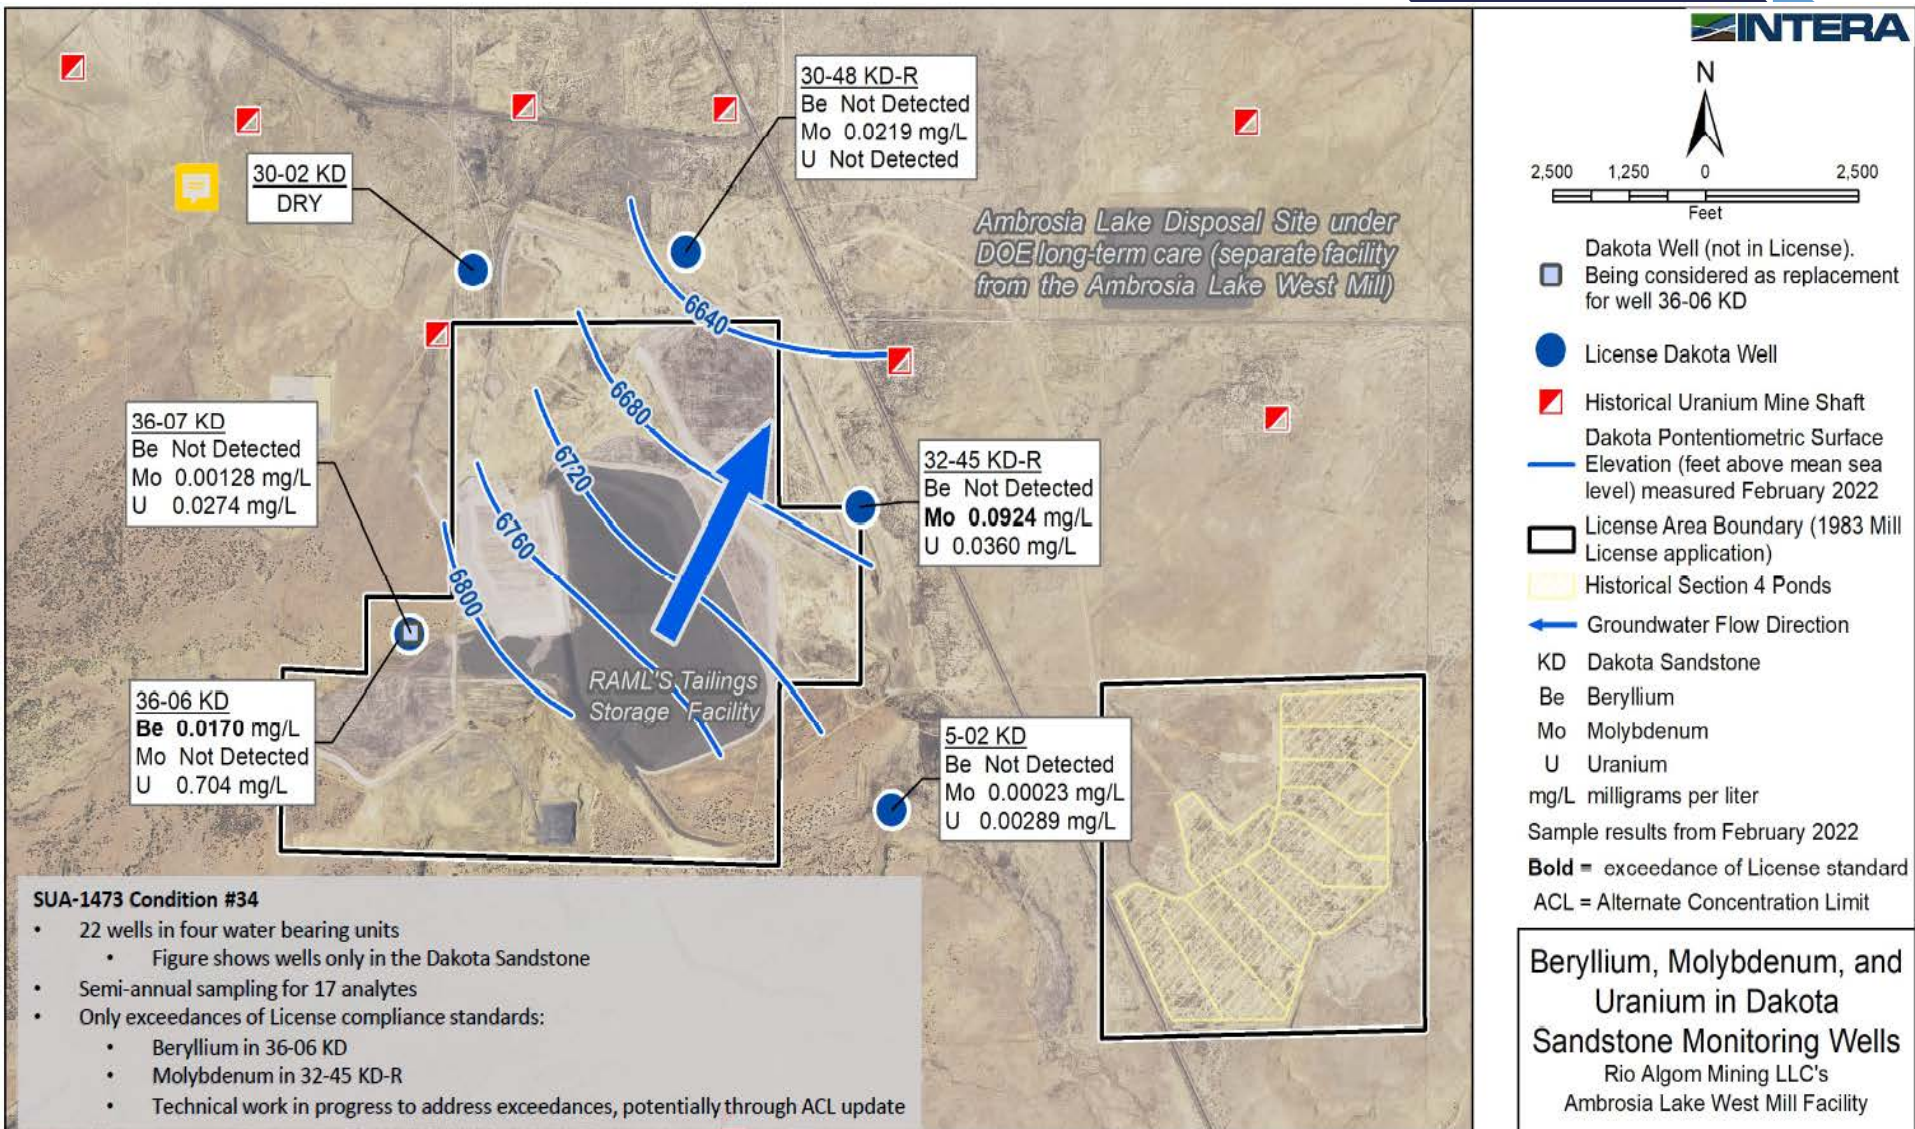 INTERA
N
2,500 1,250 0 2,500
Feet
Dakota Well (not in License).
Being considered as replacement
for well 36-06 KD
License Dakota Well
Historical Uranium Mine Shaft
Dakota Pontentiometric Surface
Elevation (feet above mean sea
level) measured February 2022
License Area Boundary (1983 Mill
License application)
Historical Section 4 Ponds
Groundwater Flow Direction
KD Dakota Sandstone
Be Beryllium
Mo Molybdenum
U Uranium
mg/L milligrams per liter
Sample results from February 2022
Bold = exceedance of License standard
ACL = Alternate Concentration Limit
Beryllium, Molybdenum, and
Uranium in Dakota
Sandstone Monitoring Wells
Rio Algom Mining LLC's
Ambrosia Lake West Mill Facility
30-48 KD-R
Be Not Detected
Mo 0.0219 mg/L
U Not Detected
30-02 KD
DRY
Ambrosia Lake Disposal Site under
DOE long-term care (separate facility
from the Ambrosia Lake West Mill)
6640
6680
6720
6760
6800
36-07 KD
Be Not Detected
Mo 0.00128 mg/L
U 0.0274 mg/L
32-45 KD-R
Be Not Detected
Mo 0.0924 mg/L
U 0.0360 mg/L
36-06 KD
Be 0.0170 mg/L
Mo Not Detected
U 0.704 mg/L
RAML'S Tailings
Storage Facility
5-02 KD
Be Not Detected
Mo 0.00023 mg/L
U 0.00289 mg/L
SUA-1473 Condition #34
• 22 wells in four water bearing units
• Figure shows wells only in the Dakota Sandstone
• Semi-annual sampling for 17 analytes
• Only exceedances of License compliance standards:
• Beryllium in 36-06 KD
• Molybdenum in 32-45 KD-R
• Technical work in progress to address exceedances, potentially through ACL update